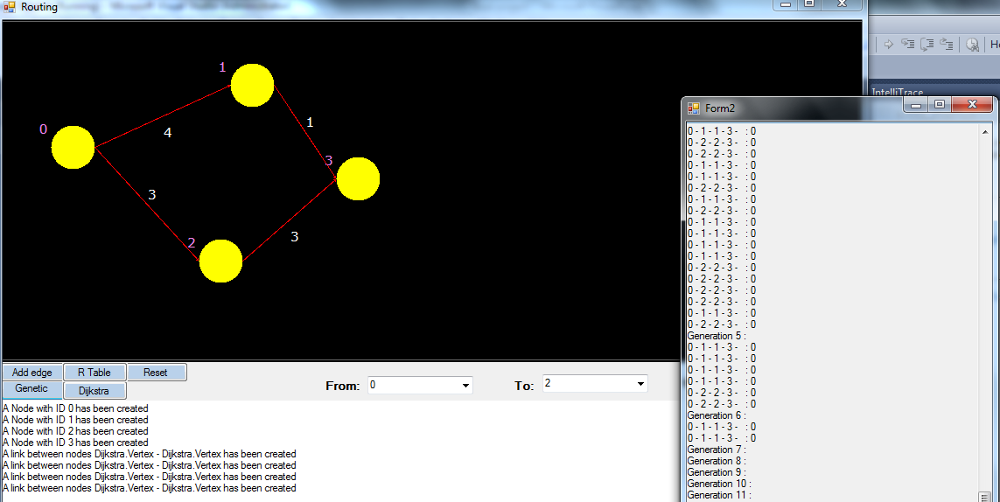 Routing
1
0
4
1
3
3
2
3
Add edge
R Table
Reset
Genetic
Dijkstra
From:
0
To:
2
A Node with ID 0 has been created
A Node with ID 1 has been created
A Node with ID 2 has been created
A Node with ID 3 has been created
A link between nodes Dijkstra.Vertex - Dijkstra.Vertex has been created
A link between nodes Dijkstra.Vertex - Dijkstra.Vertex has been created
A link between nodes Dijkstra.Vertex - Dijkstra.Vertex has been created
A link between nodes Dijkstra.Vertex - Dijkstra.Vertex has been created
He
IntelliTrace
Form2
0 - 1 - 1 - 3 - : 0
0 - 2 - 2 - 3 - : 0
0 - 2 - 2 - 3 - : 0
0 - 1 - 1 - 3 - : 0
0 - 1 - 1 - 3 - : 0
0 - 2 - 2 - 3 - : 0
0 - 1 - 1 - 3 - : 0
0 - 2 - 2 - 3 - : 0
0 - 1 - 1 - 3 - : 0
0 - 1 - 1 - 3 - : 0
0 - 1 - 1 - 3 - : 0
0 - 1 - 1 - 3 - : 0
0 - 2 - 2 - 3 - : 0
0 - 2 - 2 - 3 - : 0
0 - 2 - 2 - 3 - : 0
0 - 2 - 2 - 3 - : 0
0 - 1 - 1 - 3 - : 0
0 - 2 - 2 - 3 - : 0
Generation 5 :
0 - 1 - 1 - 3 - : 0
0 - 1 - 1 - 3 - : 0
0 - 1 - 1 - 3 - : 0
0 - 1 - 1 - 3 - : 0
0 - 2 - 2 - 3 - : 0
0 - 2 - 2 - 3 - : 0
Generation 6 :
0 - 1 - 1 - 3 - : 0
0 - 1 - 1 - 3 - : 0
Generation 7 :
Generation 8 :
Generation 9 :
Generation 10 :
Generation 11 :